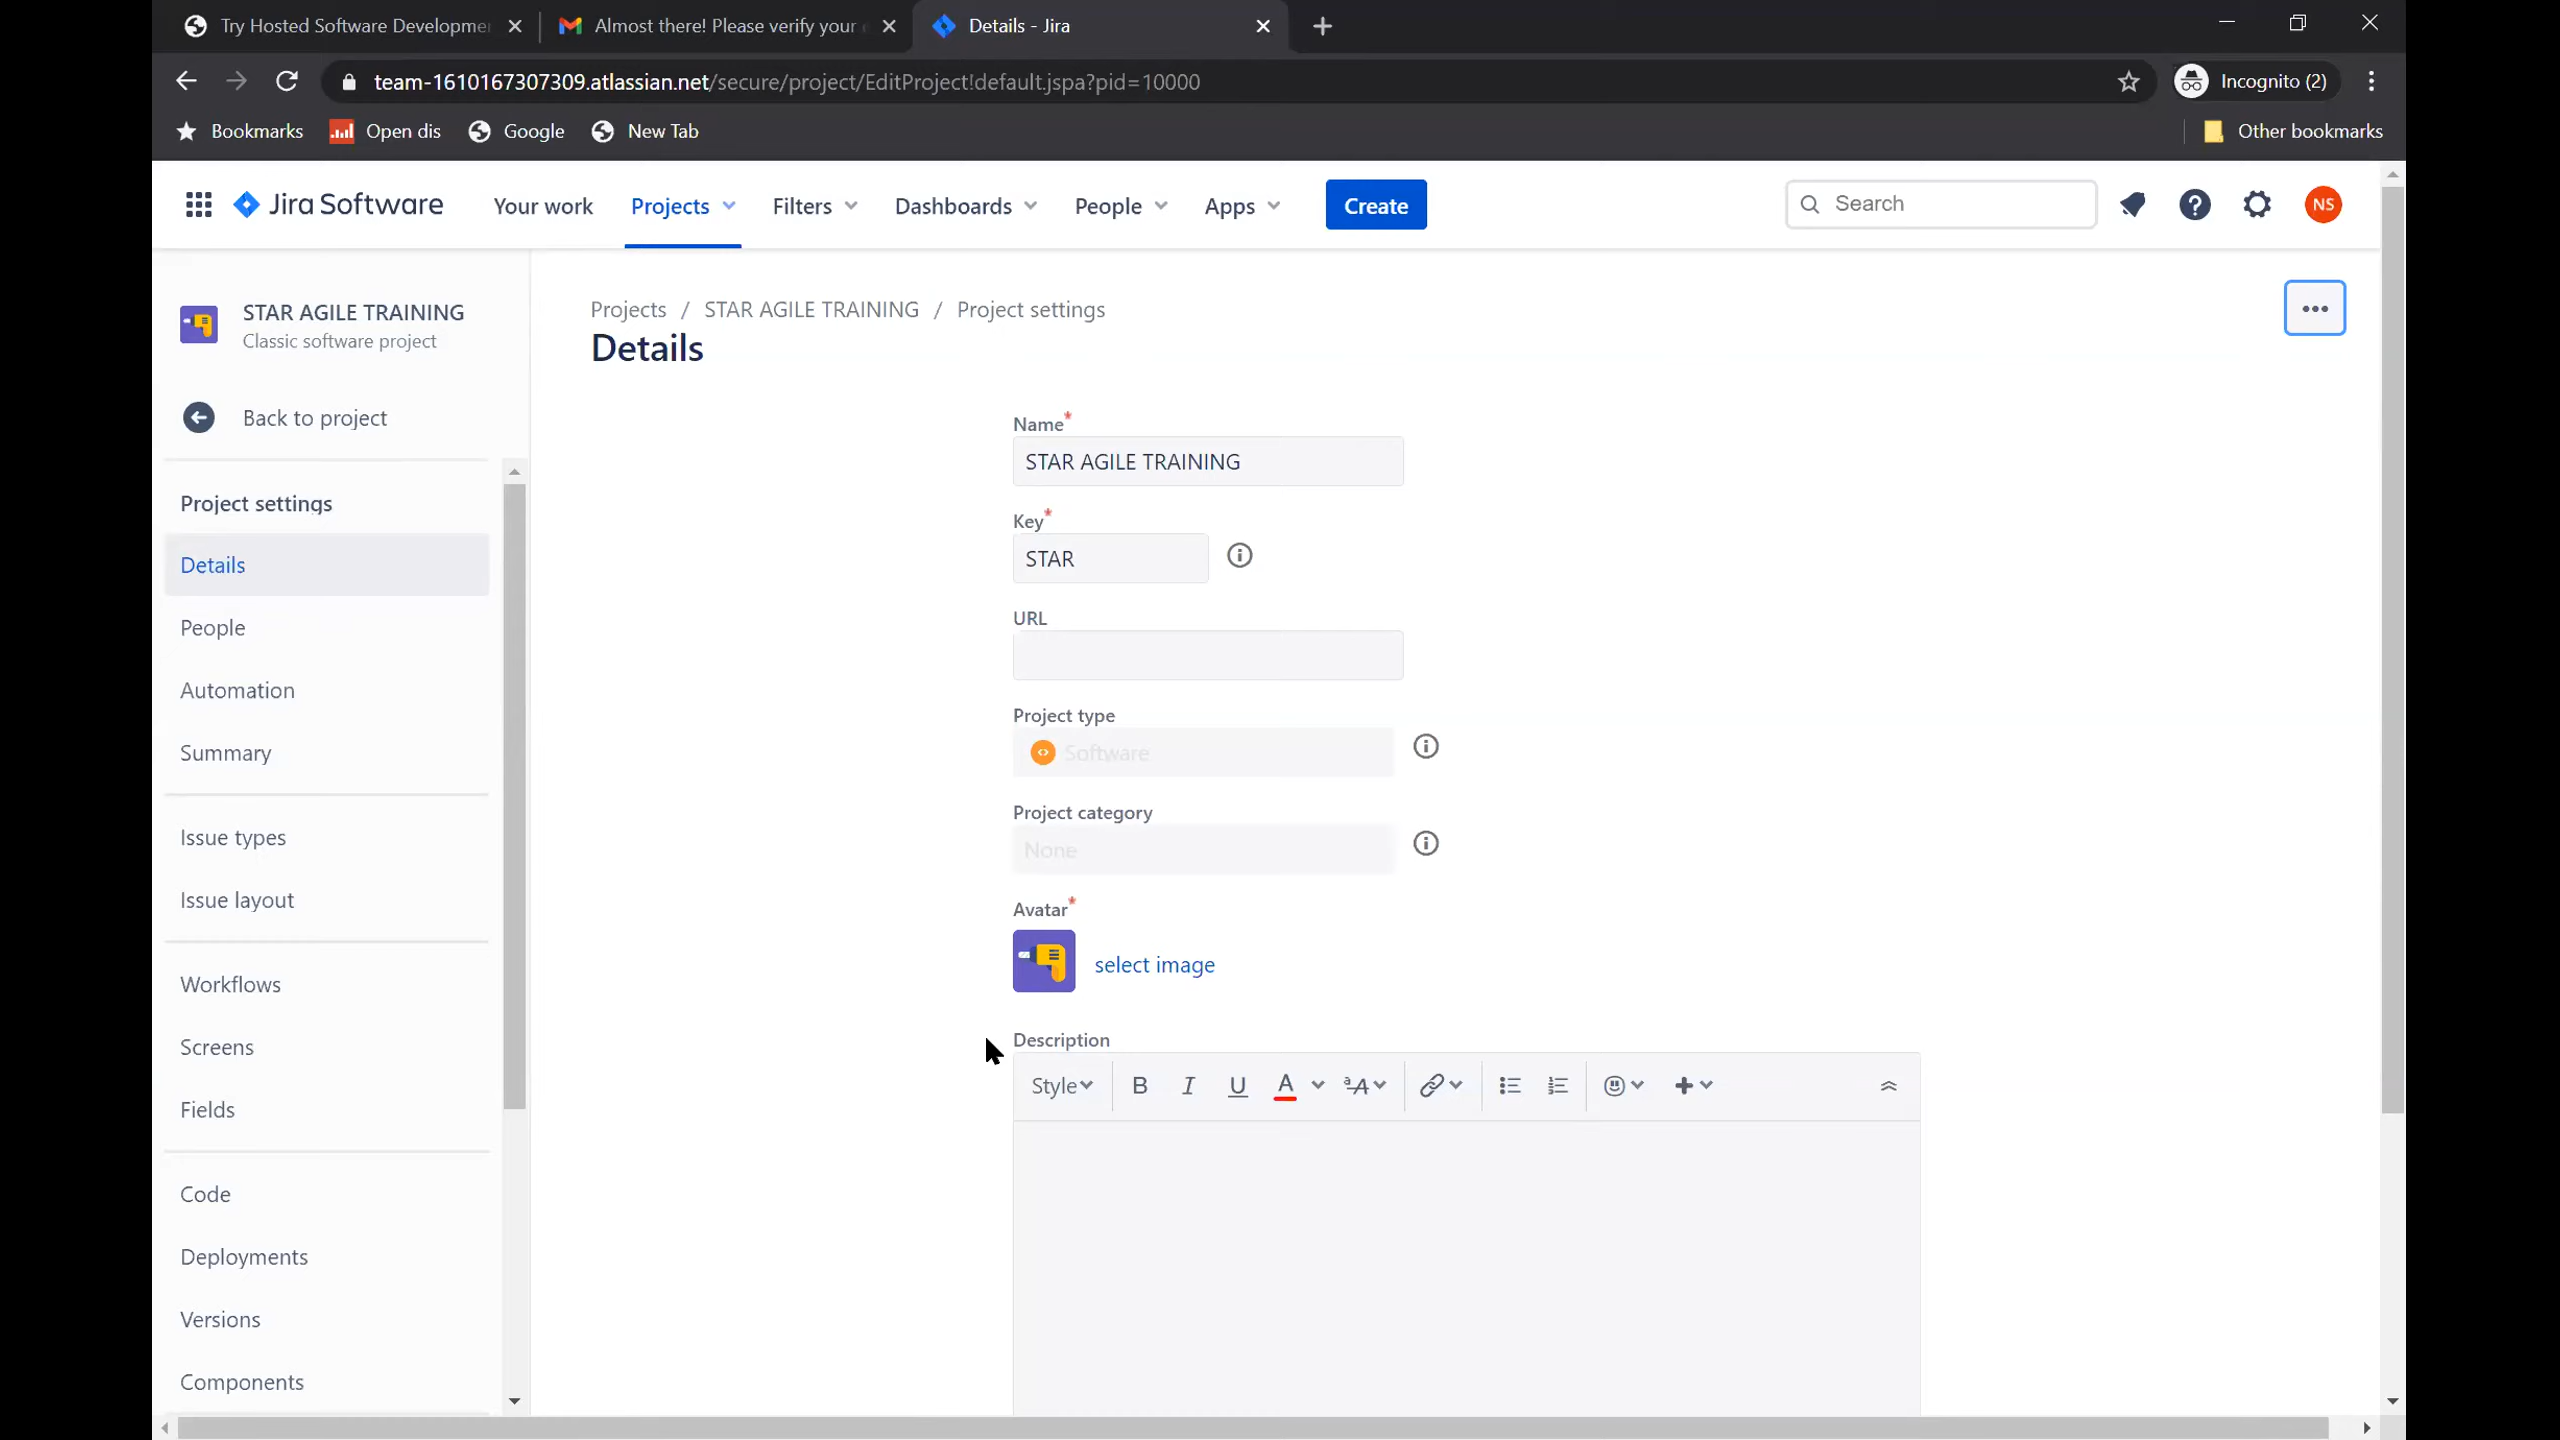 Try Hosted Software Developme
Almost there! Please verify your e
Details - Jira
team-1610167307309.atlassian.net/secure/project/EditProject!default.jspa?pid=10000
Incognito (2)
Bookmarks
Open dis
Google
New Tab
Other bookmarks
Jira Software
Your work
Projects
Filters
Dashboards
People
Apps
Create
Search
NS
STAR AGILE TRAINING
Classic software project
Back to project
Project settings
Details
People
Automation
Summary
Issue types
Issue layout
Workflows
Screens
Fields
Code
Deployments
Versions
Components
Projects / STAR AGILE TRAINING / Project settings
Details
Name*
STAR AGILE TRAINING
Key*
STAR
URL
Project type
Software
Project category
None
Avatar*
select image
Description
Style
B I U A